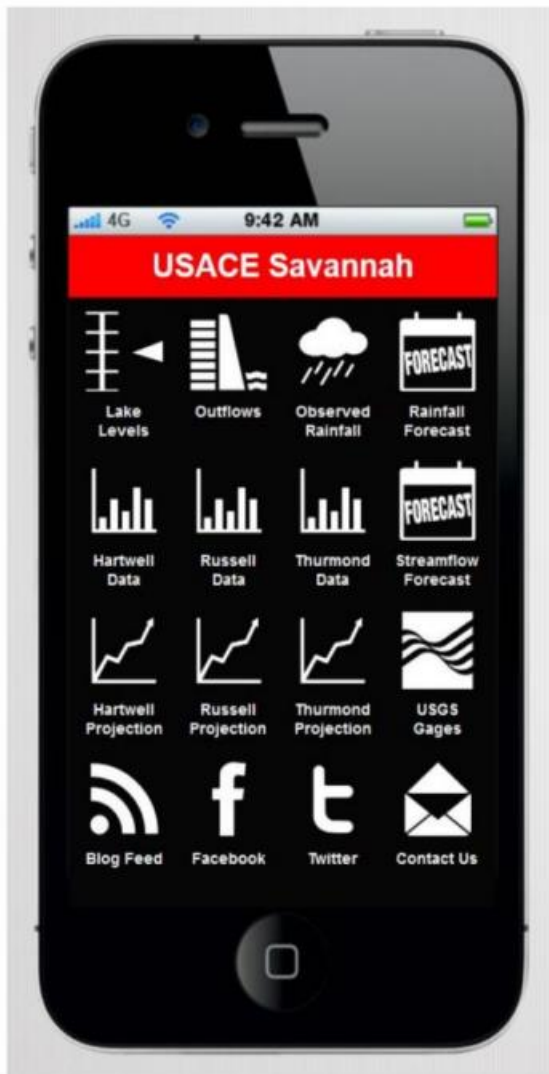 4G 9:42 AM
USACE Savannah
FORECAST
Lake
Levels
Outflows
Observed
Rainfall
Rainfall
Forecast
FORECAST
Hartwell
Data
Russell
Data
Thurmond
Data
Streamflow
Forecast
Hartwell
Projection
Russell
Projection
Thurmond
Projection
USGS
Gages
Blog Feed
Facebook
Twitter
Contact Us